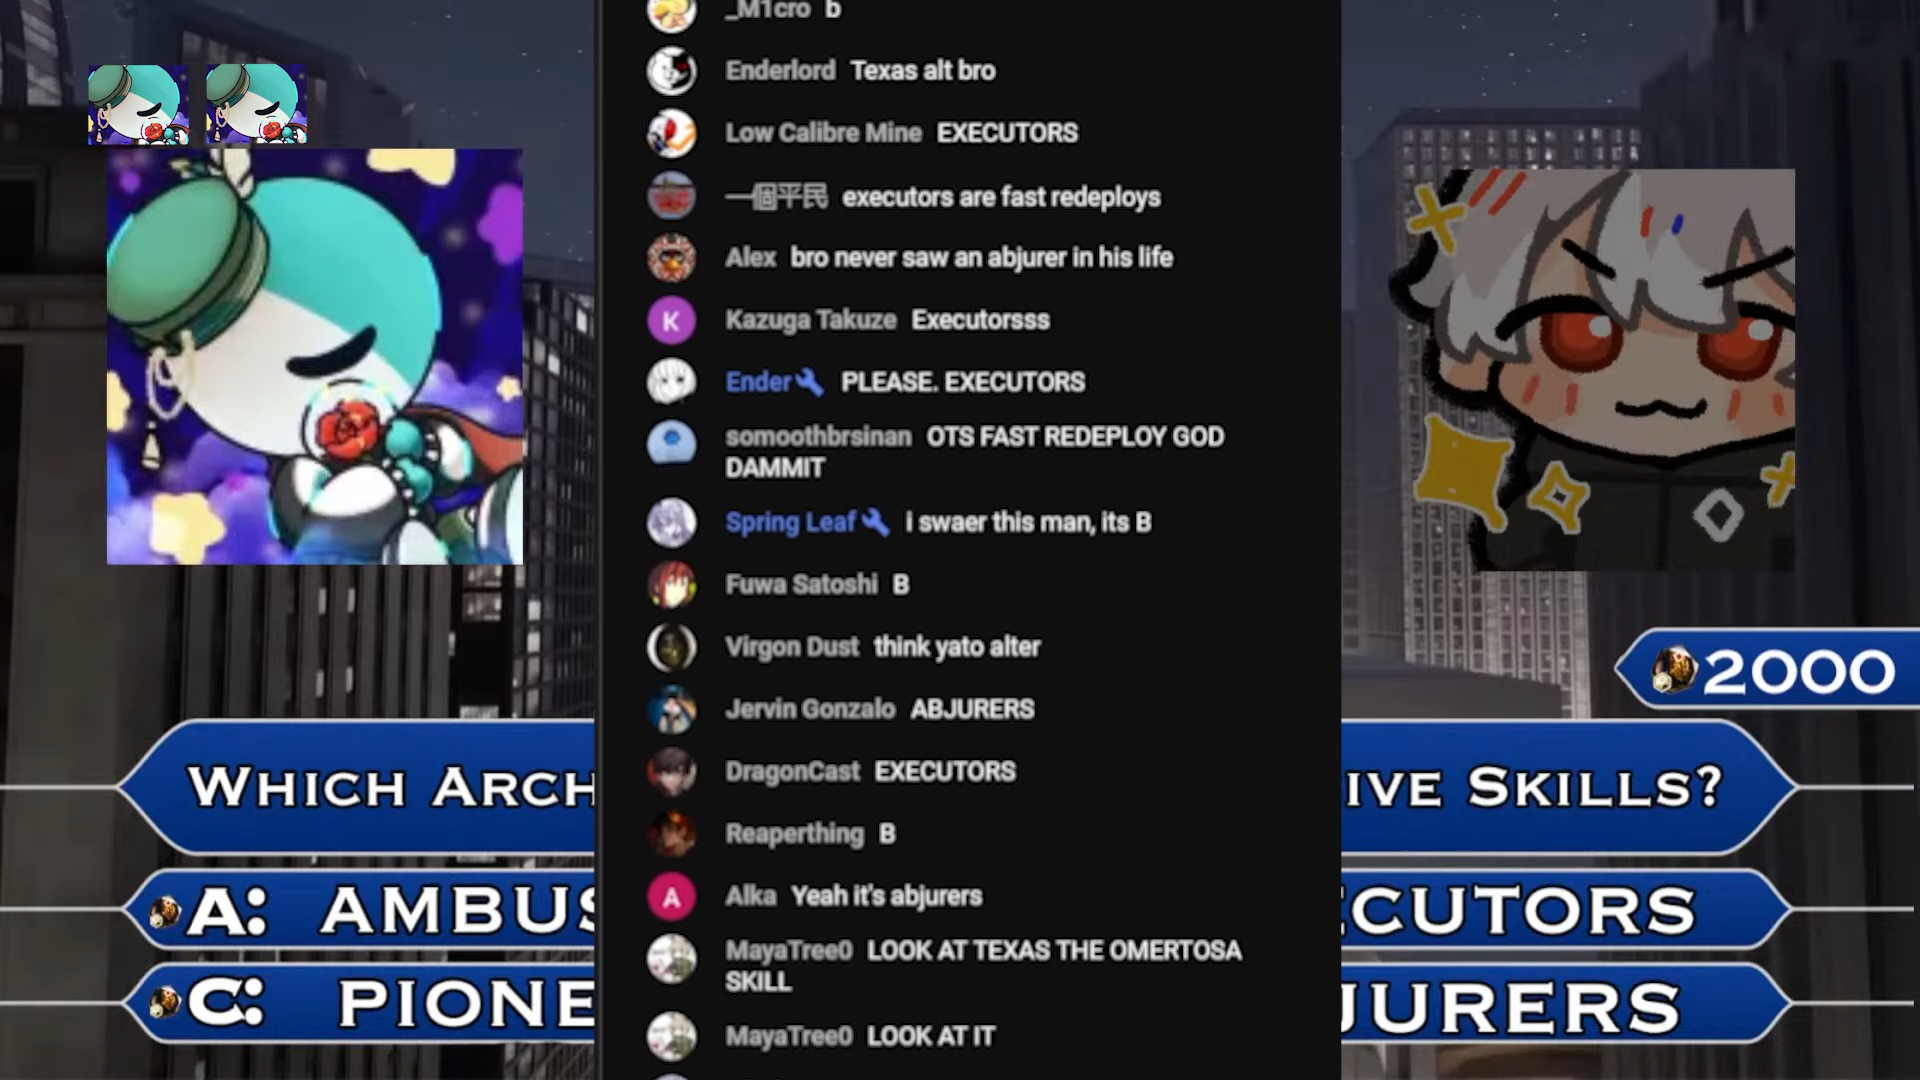 _M1cro b
Enderlord Texas alt bro
Low Calibre Mine EXECUTORS
一個平民 executors are fast redeploys
Alex bro never saw an abjurer in his life
K Kazuga Takuze Executorsss
Ender PLEASE. EXECUTORS
somoothbrsinan OTS FAST REDEPLOY GOD
DAMMIT
Spring Leaf i swaer this man, its B
Fuwa Satoshi B
Virgon Dust think yato alter
2000
Jervin Gonzalo ABJURERS
DragonCast EXECUTORS
WHICH ARCH
IVE SKILLS?
Reaperthing B
A Alka Yeah it's abjurers
A: AMBUS
CUTORS
MayaTree0 LOOK AT TEXAS THE OMERTOSA
SKILL
C: PIONE
JURERS
MayaTree0 LOOK AT IT